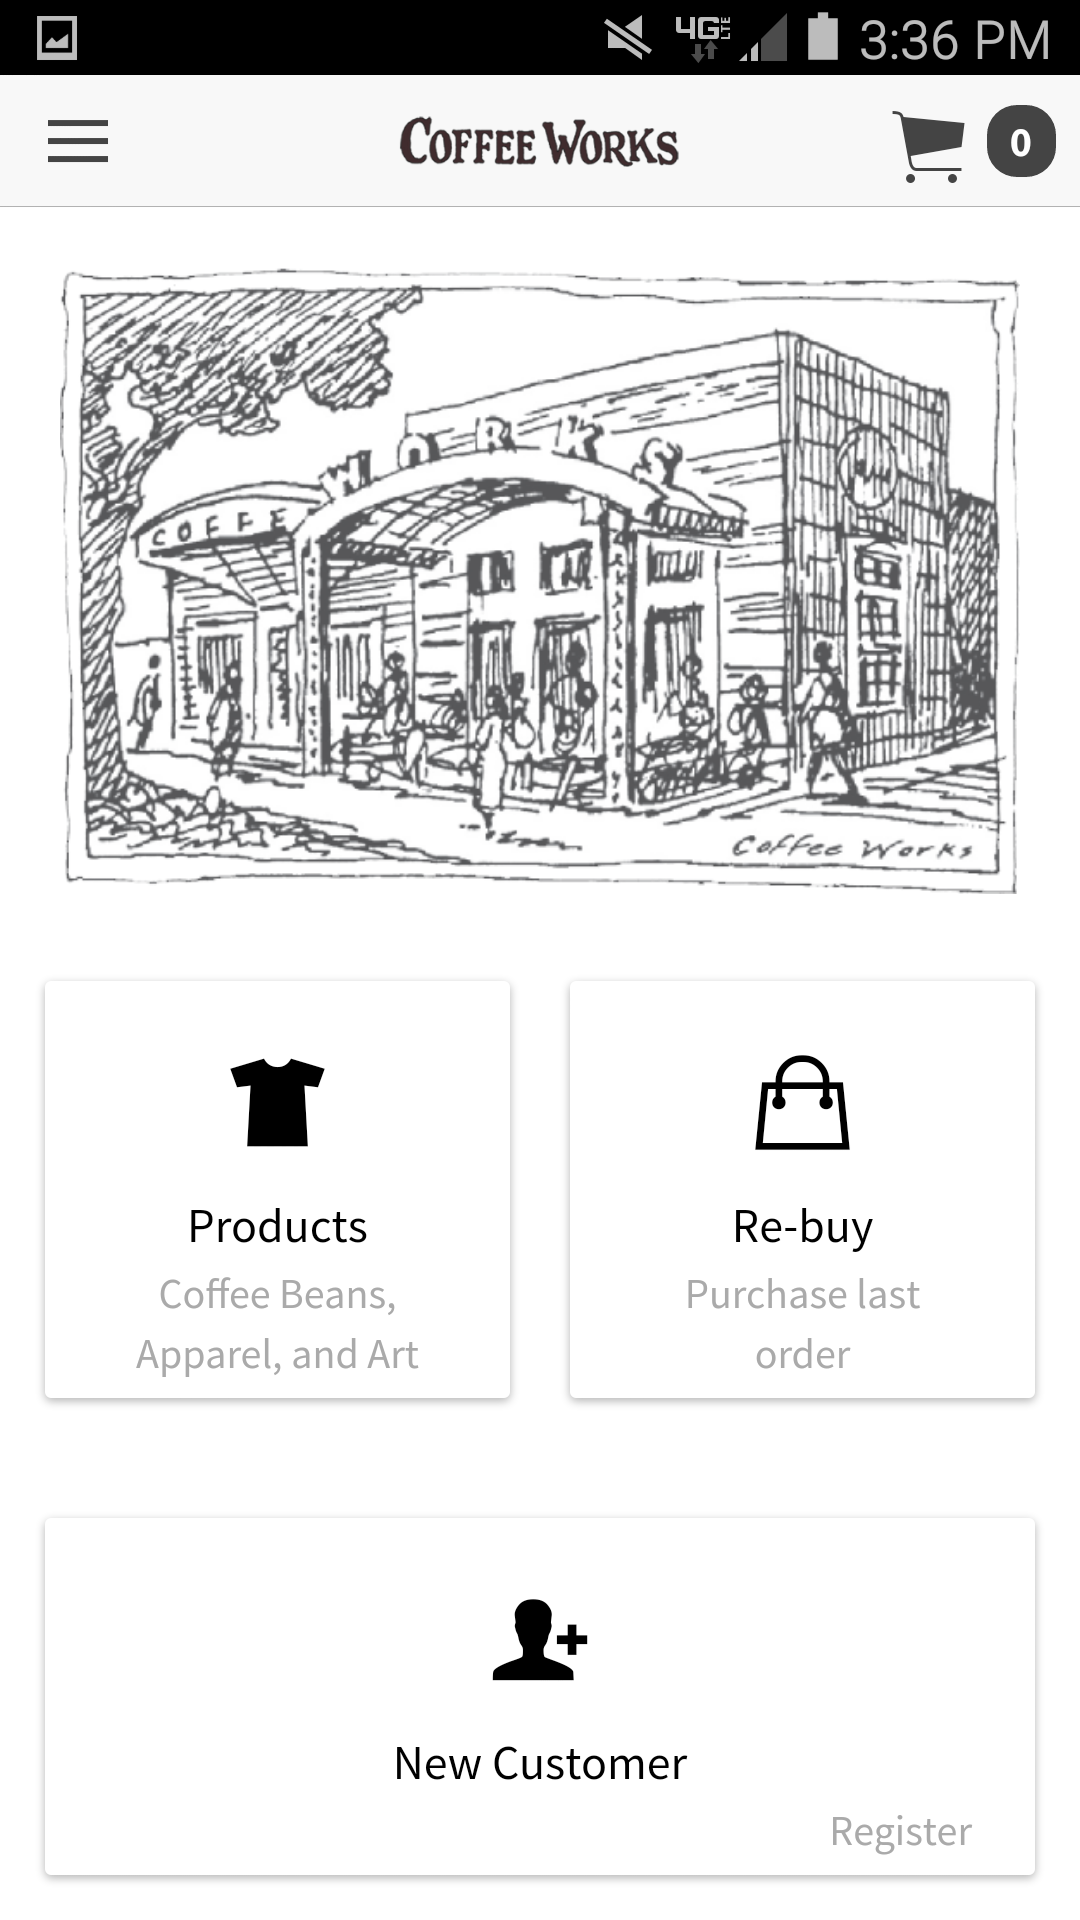 4G LTE 3:36 PM
COFFEE WORKS 0
WORKS
COFFEE
Coffee Works
Products
Coffee Beans,
Apparel, and Art
Re-buy
Purchase last
order
New Customer
Register